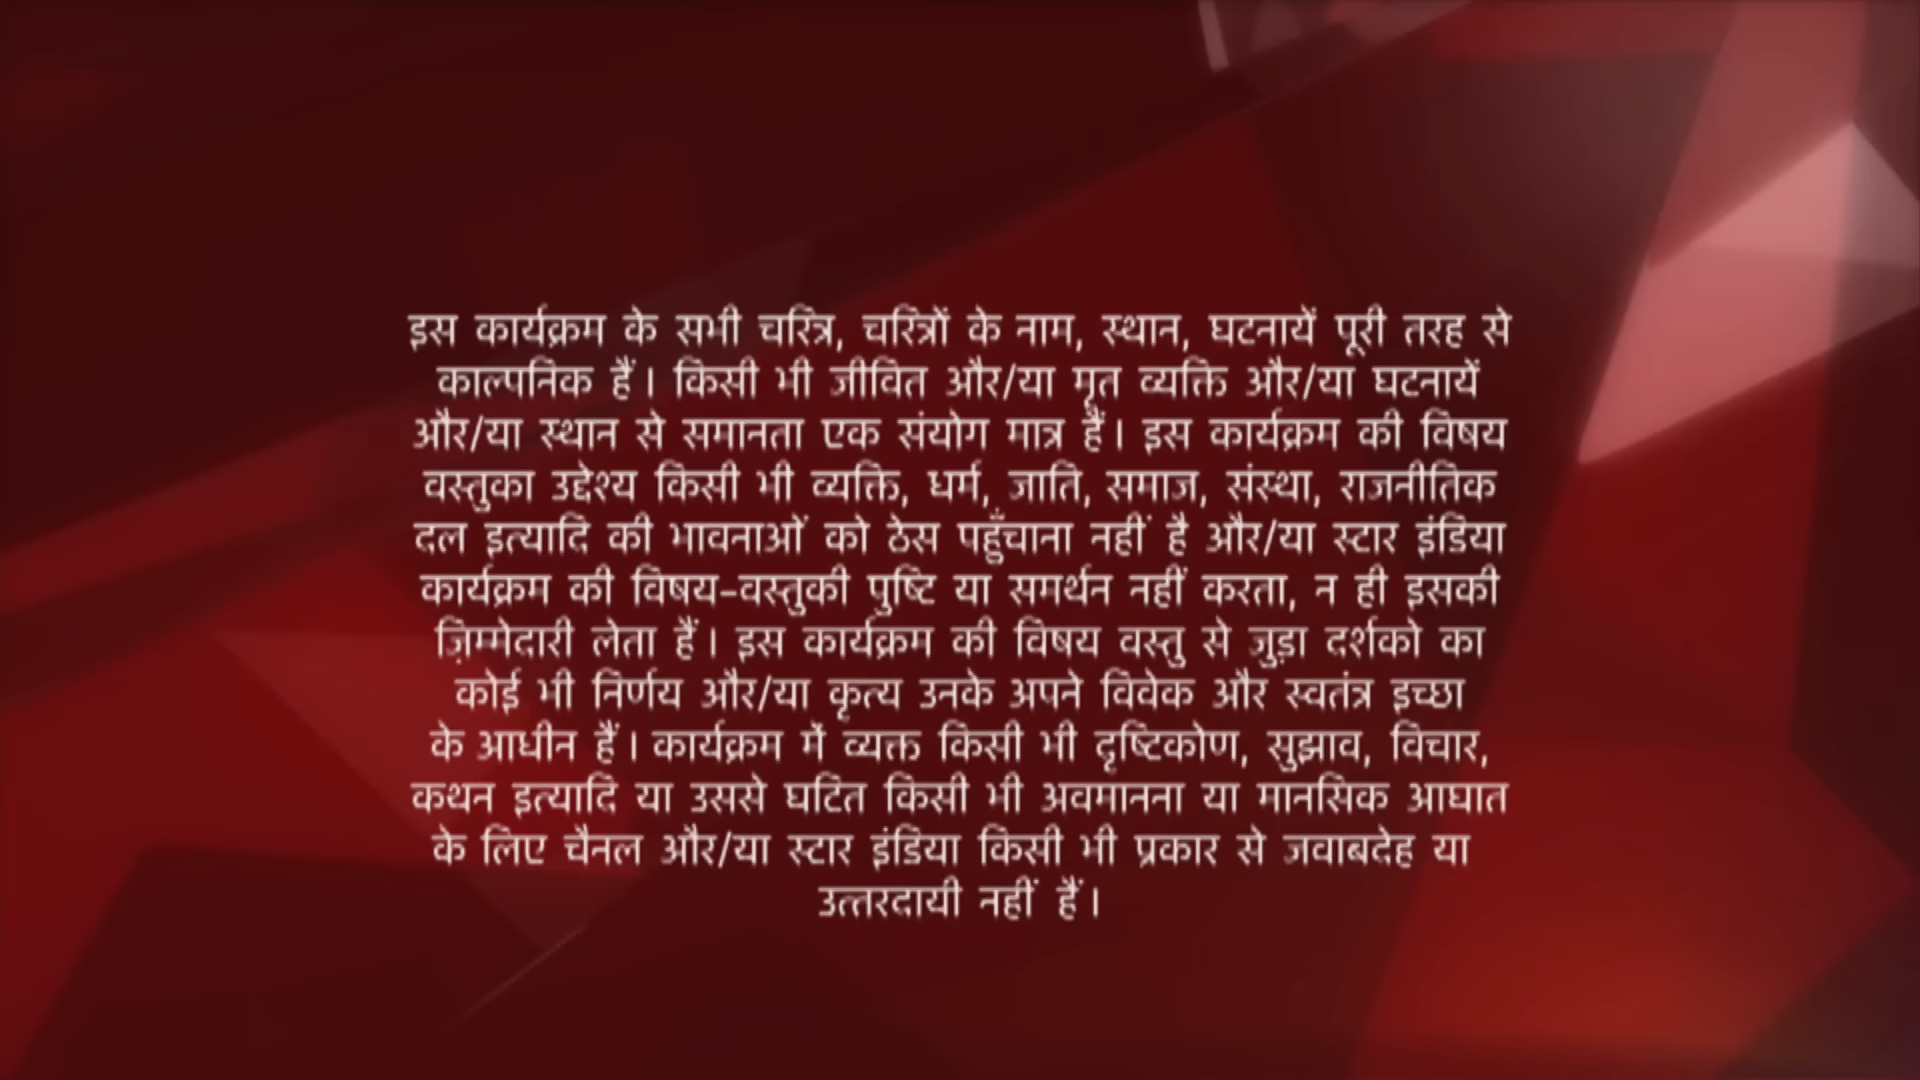 इस कार्यक्रम के सभी चरित्र, चरित्रों के नाम, स्थान, घटनायें पूरी तरह से
काल्पनिक हैं। किसी भी जीवित और/या मृत व्यक्ति और/या घटनायें
और/या स्थान से समानता एक संयोग मात्र हैं। इस कार्यक्रम की विषय
वस्तुका उद्देश्य किसी भी व्यक्ति, धर्म, जाति, समाज, संस्था, राजनीतिक
दल इत्यादि की भावनाओं को ठेस पहुँचाना नहीं है और/या स्टार इंडिया
कार्यक्रम की विषय-वस्तुकी पुष्टि या समर्थन नहीं करता, न ही इसकी
ज़िम्मेदारी लेता हैं। इस कार्यक्रम की विषय वस्तु से जुड़ा दर्शको का
कोई भी निर्णय और/या कृत्य उनके अपने विवेक और स्वतंत्र इच्छा
के आधीन हैं। कार्यक्रम में व्यक्त किसी भी दृष्टिकोण, सुझाव, विचार,
कथन इत्यादि या उससे घटित किसी भी अवमानना या मानसिक आघात
के लिए चैनल और/या स्टार इंडिया किसी भी प्रकार से जवाबदेह या
उत्तरदायी नहीं हैं।